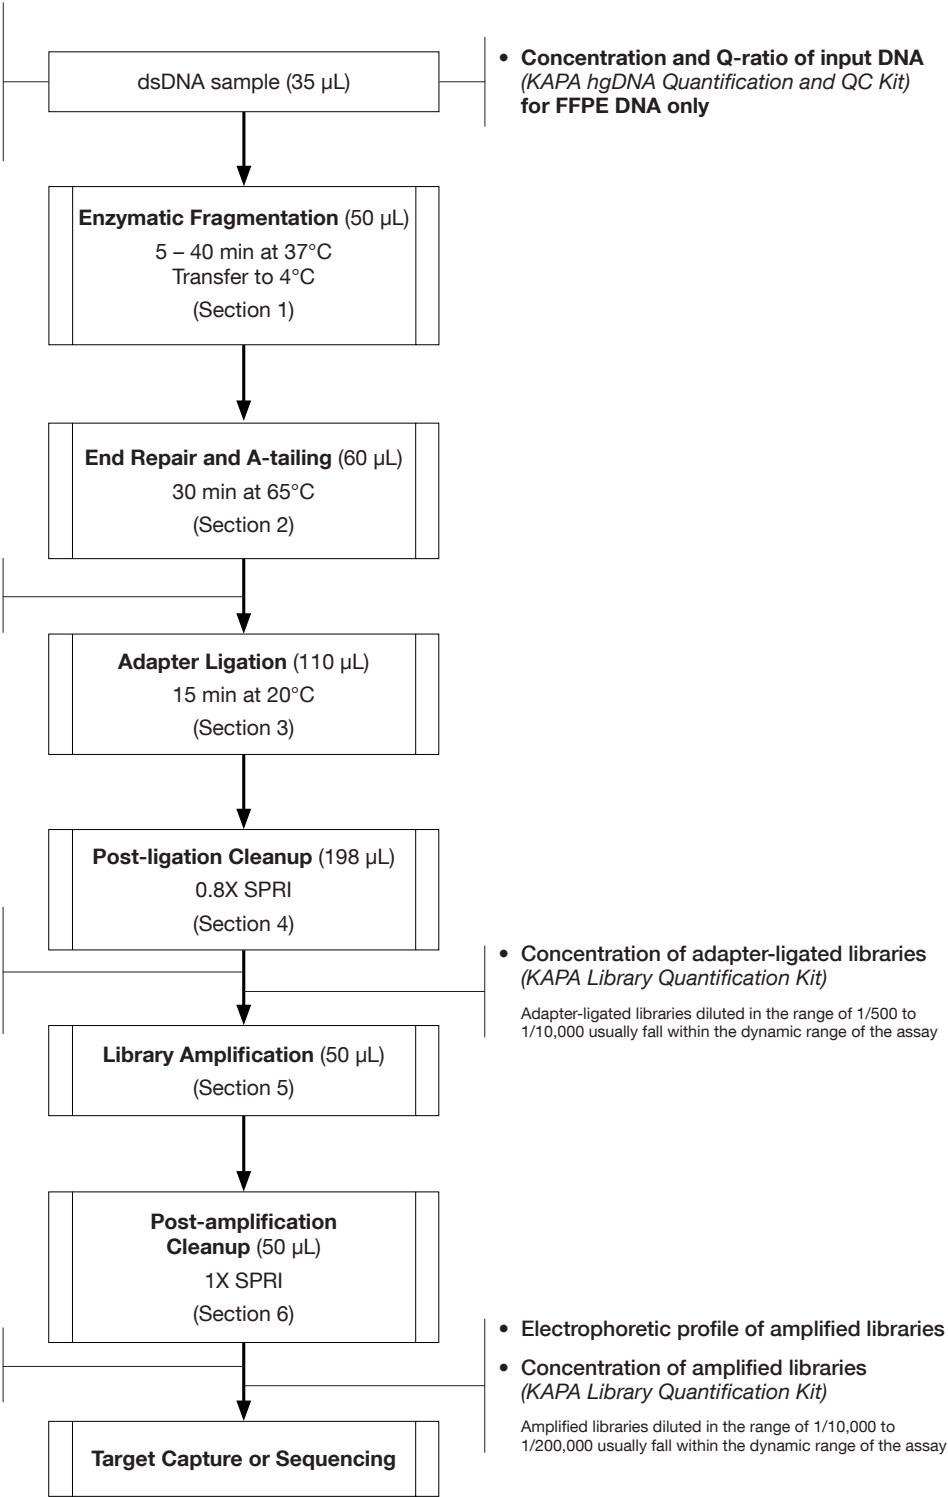 dsDNA sample (35 µL)
• Concentration and Q-ratio of input DNA
(KAPA hgDNA Quantification and QC Kit)
for FFPE DNA only
Enzymatic Fragmentation (50 µL)
5 – 40 min at 37°C
Transfer to 4°C
(Section 1)
End Repair and A-tailing (60 µL)
30 min at 65°C
(Section 2)
Adapter Ligation (110 µL)
15 min at 20°C
(Section 3)
Post-ligation Cleanup (198 µL)
0.8X SPRI
(Section 4)
• Concentration of adapter-ligated libraries
(KAPA Library Quantification Kit)
Adapter-ligated libraries diluted in the range of 1/500 to
1/10,000 usually fall within the dynamic range of the assay
Library Amplification (50 µL)
(Section 5)
Post-amplification
Cleanup (50 µL)
1X SPRI
(Section 6)
• Electrophoretic profile of amplified libraries
• Concentration of amplified libraries
(KAPA Library Quantification Kit)
Amplified libraries diluted in the range of 1/10,000 to
1/200,000 usually fall within the dynamic range of the assay
Target Capture or Sequencing